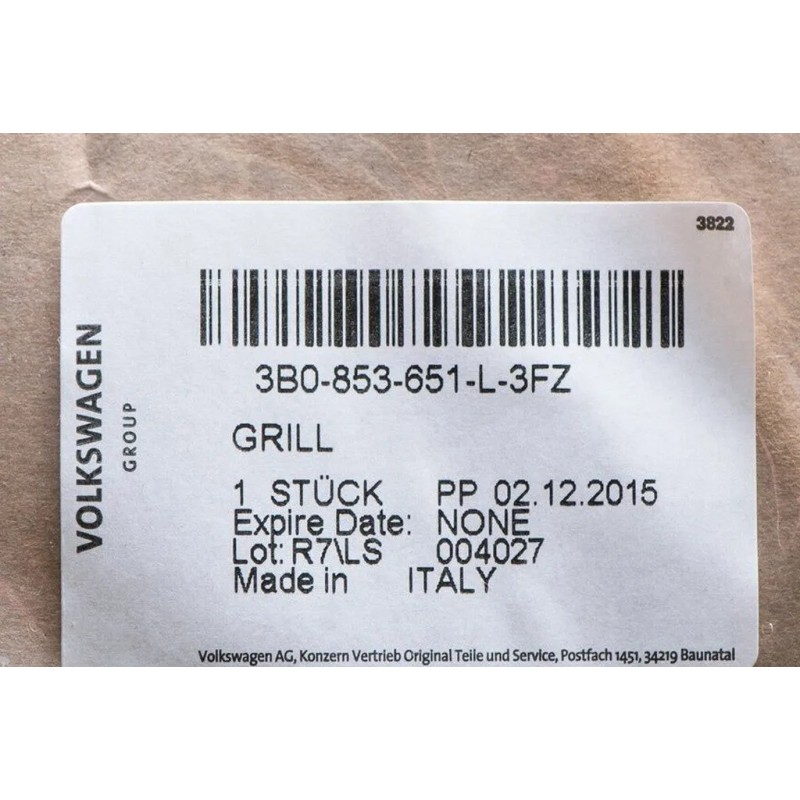 3822
VOLKSWAGEN
GROUP
3B0-853-651-L-3FZ
GRILL
1 STÜCK PP 02.12.2015
Expire Date: NONE
Lot: R7\LS 004027
Made in ITALY
Volkswagen AG, Konzern Vertrieb Original Teile und Service, Postfach 1451, 34219 Baunatal